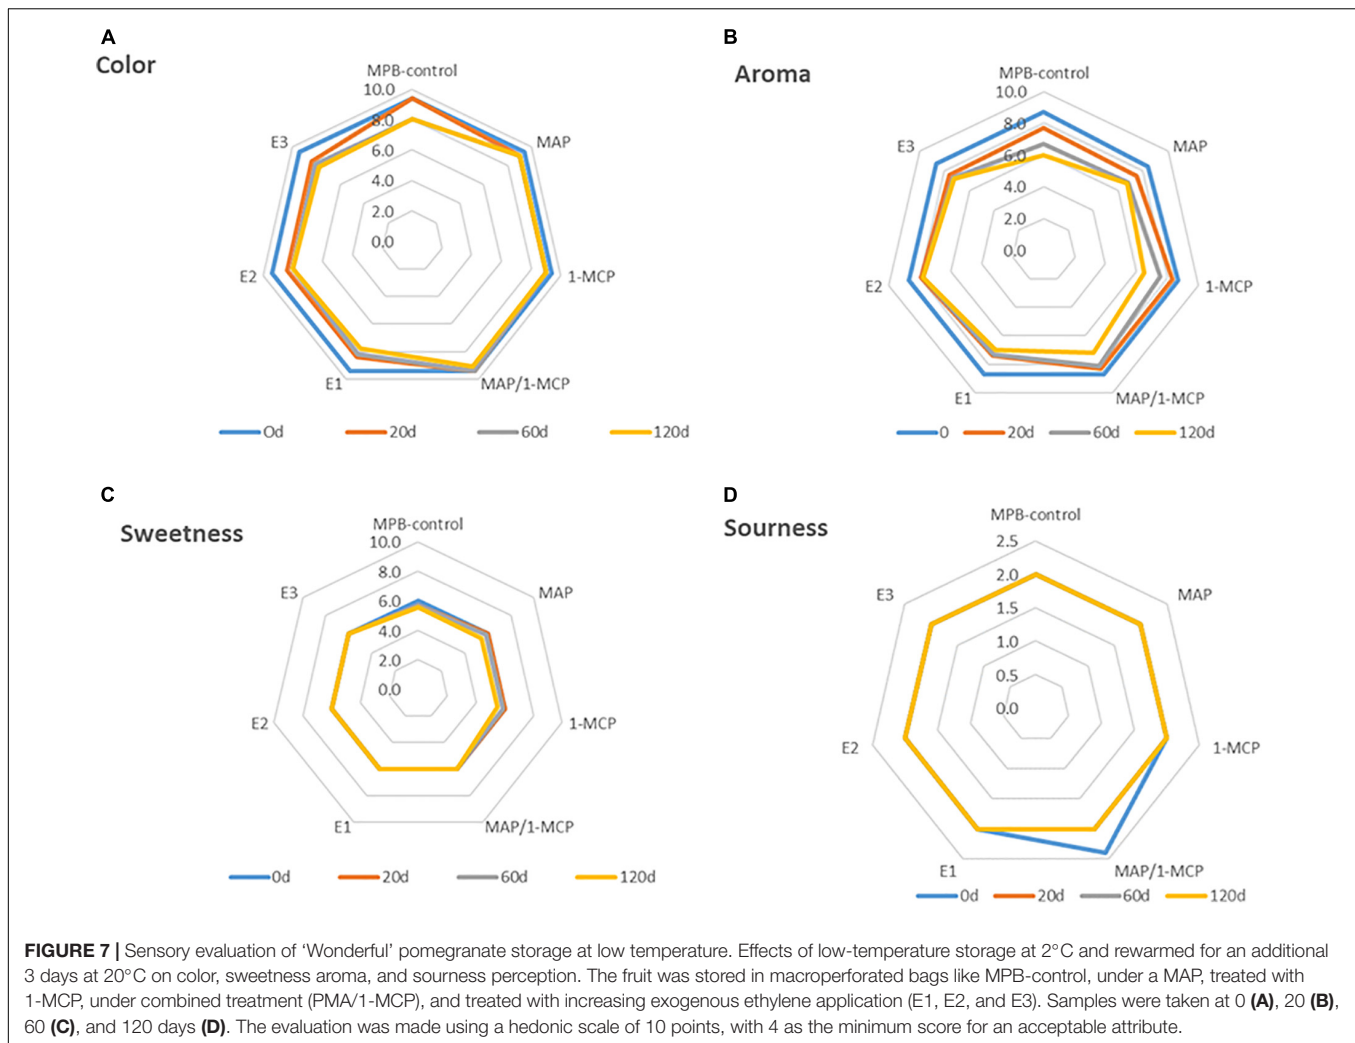 A
Color
MPB-control
10.0
8.0
6.0
4.0
2.0
0.0
MAP
1-MCP
MAP/1-MCP
E1
E2
E3
0d
20d
60d
120d
B
Aroma
MPB-control
10.0
8.0
6.0
4.0
2.0
0.0
MAP
1-MCP
MAP/1-MCP
E1
E2
E3
0
20d
60d
120d
C
Sweetness
MPB-control
10.0
8.0
6.0
4.0
2.0
0.0
MAP
1-MCP
MAP/1-MCP
E1
E2
E3
0d
20d
60d
120d
D
Sourness
MPB-control
2.5
2.0
1.5
1.0
0.5
0.0
MAP
1-MCP
MAP/1-MCP
E1
E2
E3
0d
20d
60d
120d
FIGURE 7 | Sensory evaluation of ‘Wonderful’ pomegranate storage at low temperature. Effects of low-temperature storage at 2°C and rewarmed for an additional
3 days at 20°C on color, sweetness aroma, and sourness perception. The fruit was stored in macroperforated bags like MPB-control, under a MAP, treated with
1-MCP, under combined treatment (PMA/1-MCP), and treated with increasing exogenous ethylene application (E1, E2, and E3). Samples were taken at 0 (A), 20 (B),
60 (C), and 120 days (D). The evaluation was made using a hedonic scale of 10 points, with 4 as the minimum score for an acceptable attribute.